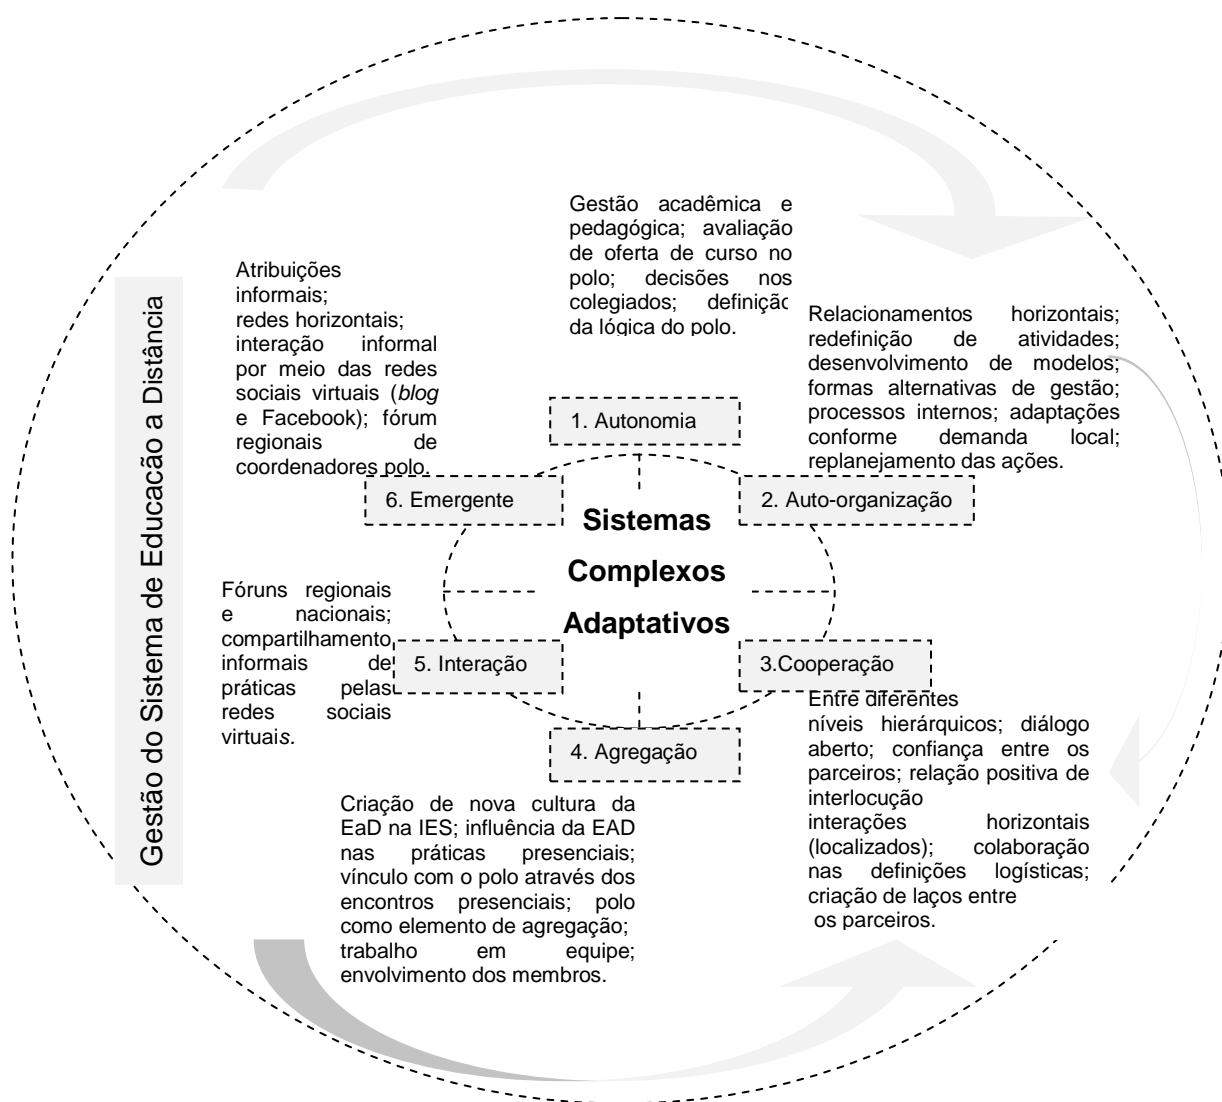 Gestão do Sistema de Educação a Distância
Gestão acadêmica e
pedagógica; avaliação
de oferta de curso no
polo; decisões nos
colegiados; definiçã
da lógica do polo.
1. Autonomia
Relacionamentos horizontais;
redefinição de atividades;
desenvolvimento de modelos;
formas alternativas de gestão;
processos internos; adaptações
conforme demanda local;
replanejamento das ações.
2. Auto-organização
Atribuições
informais;
redes horizontais;
interação informal
por meio das redes
sociais virtuais (blog
e Facebook); fórum
regionais de
coordenadores polo.
6. Emergente
Sistemas
Complexos
Adaptativos
Fóruns regionais
e nacionais;
compartilhamento
informais de
práticas pelas
redes sociais
virtuais.
5. Interação
3.Cooperação
Entre diferentes
níveis hierárquicos; diálogo
aberto; confiança entre os
parceiros; relação positiva de
interlocução
interações horizontais
(localizados); colaboração
nas definições logísticas;
criação de laços entre
os parceiros.
4. Agregação
Criação de nova cultura da
EaD na IES; influência da EAD
nas práticas presenciais;
vínculo com o polo através dos
encontros presenciais; polo
como elemento de agregação;
trabalho em equipe;
envolvimento dos membros.